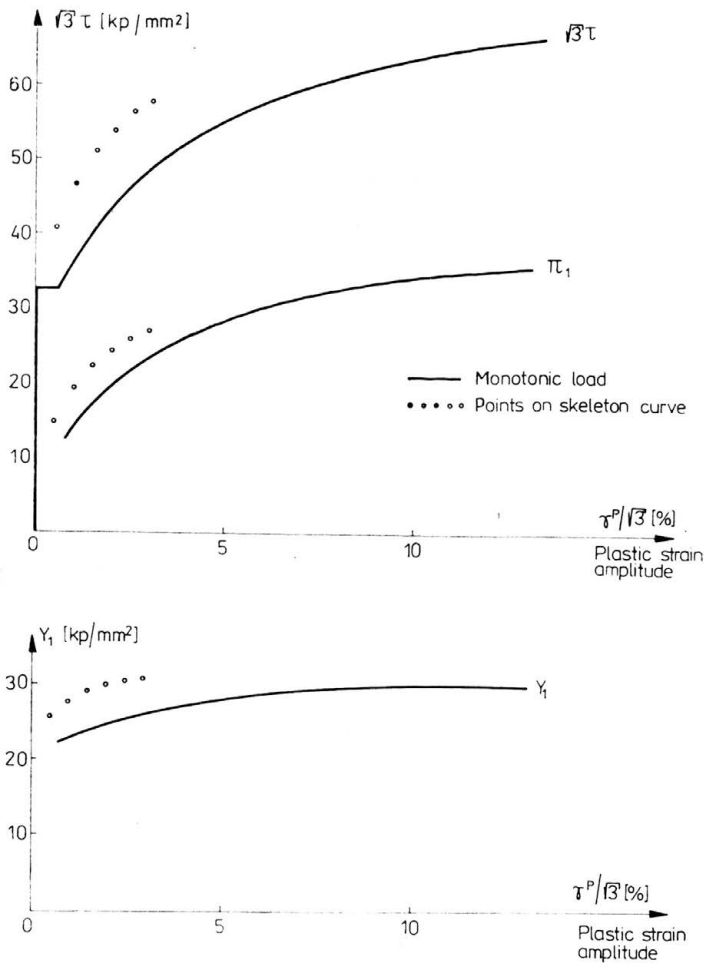 √3 τ [kp/mm²]
60
50
40
30
20
10
0
5
10
√3 τ
π₁
Monotonic load
Points on skeleton curve
γᵖ/√3 [%]
Plastic strain
amplitude
Y₁ [kp/mm²]
30
20
10
0
5
10
Y₁
γᵖ/√3 [%]
Plastic strain
amplitude